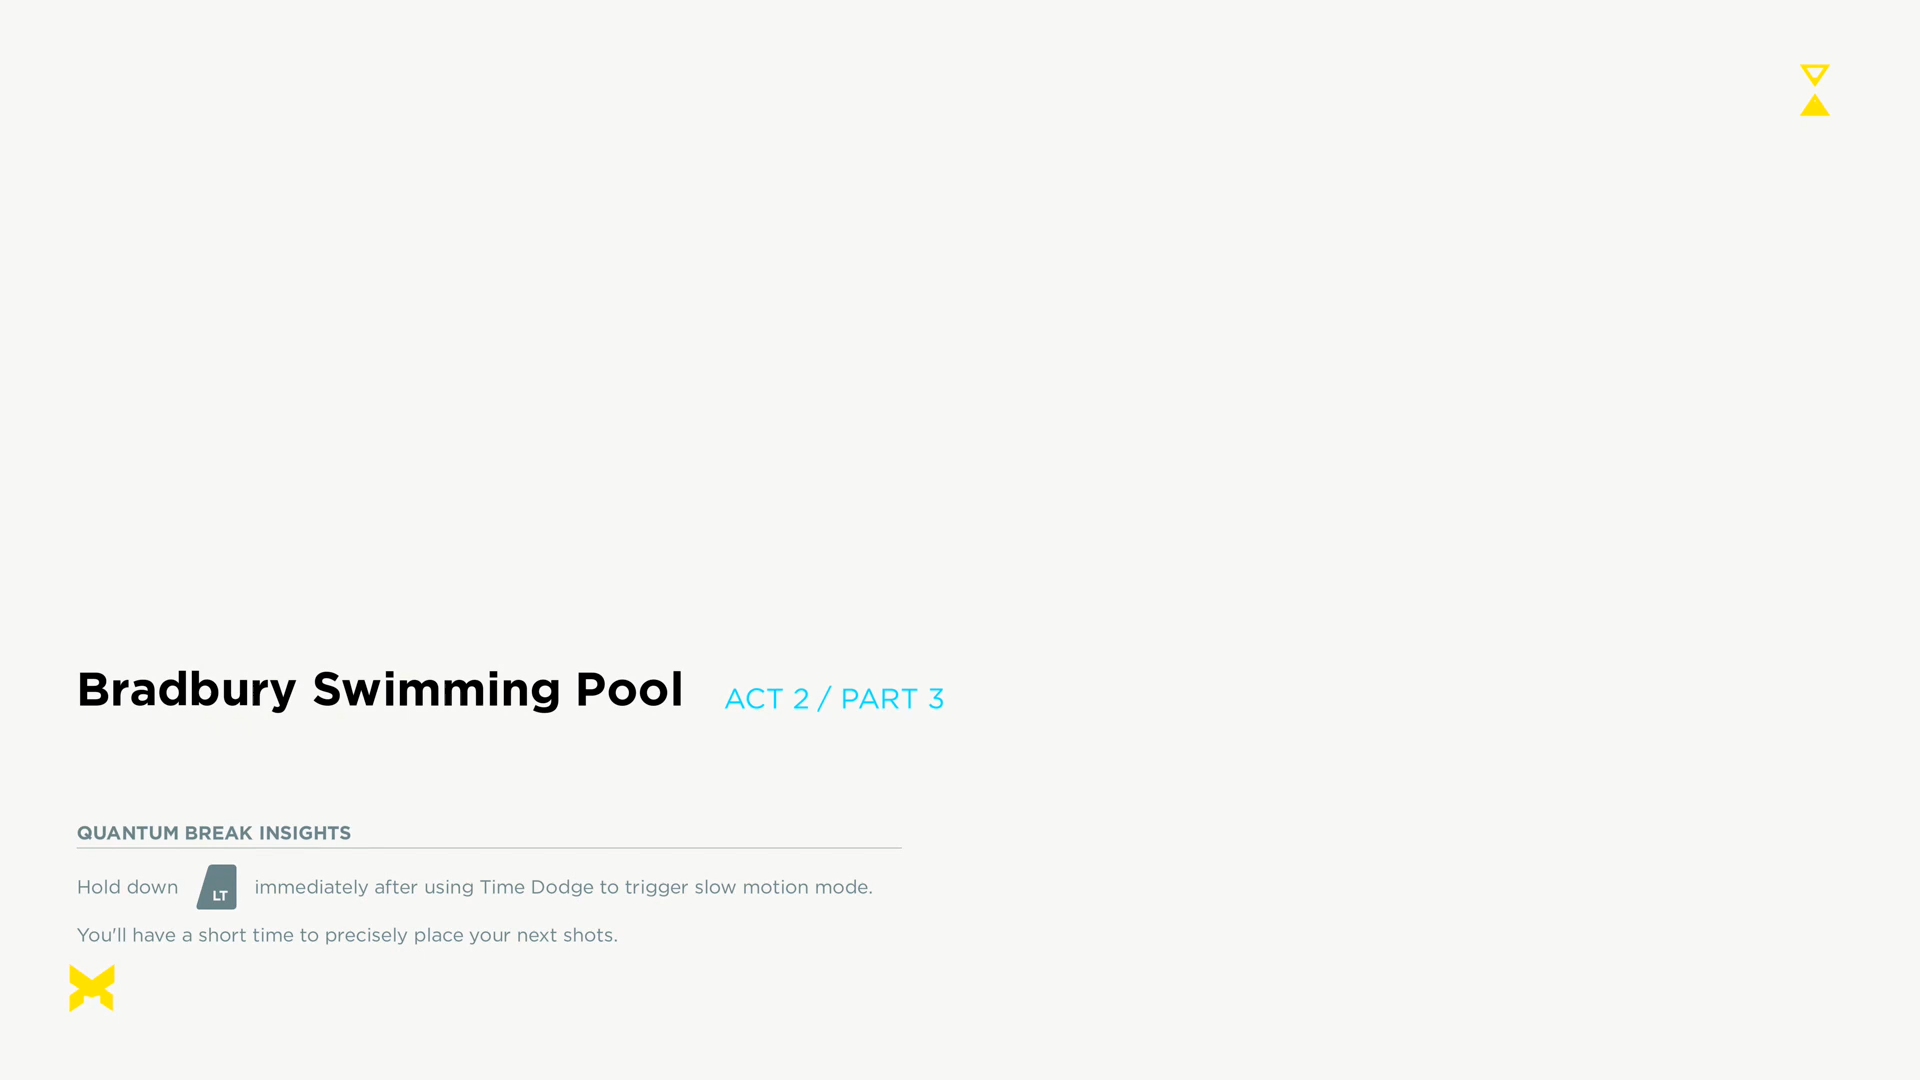 Bradbury Swimming Pool ACT 2 / PART 3
QUANTUM BREAK INSIGHTS
Hold down LT immediately after using Time Dodge to trigger slow motion mode.
You'll have a short time to precisely place your next shots.